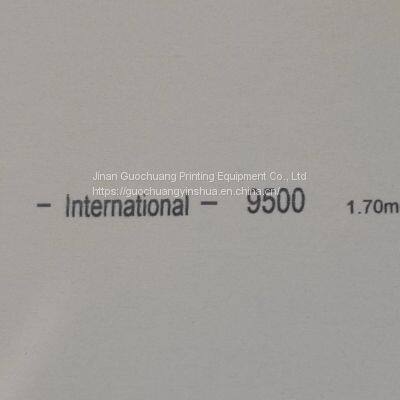 Jinan Guochuang Printing Equipment Co., Ltd
https://guochuangyinshua.en.china.cn/
- International - 9500 1.70m